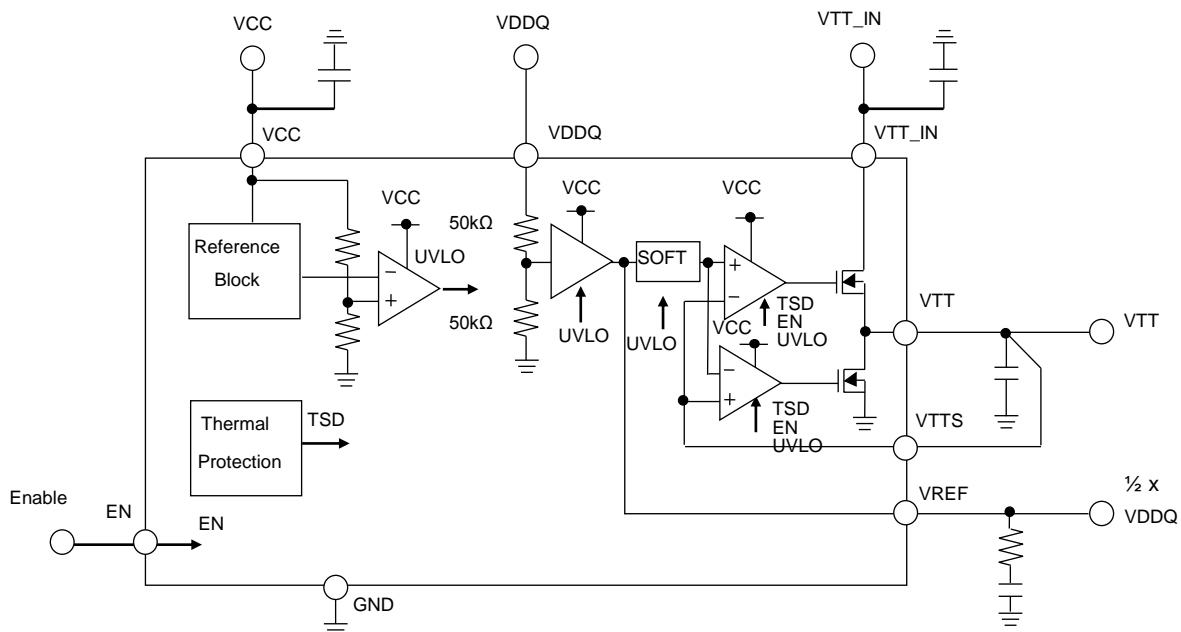 VCC
VDDQ
VTT_IN
VCC
VDDQ
VTT_IN
VCC
VCC
VCC
50kΩ
UVLO
Reference
Block
SOFT
−
+
+
−
50kΩ
UVLO
UVLO
TSD
EN
UVLO
VCC
VTT
VTT
−
+
TSD
EN
UVLO
Thermal
Protection
TSD
VTTS
Enable
EN
EN
VREF
½ x
VDDQ
GND